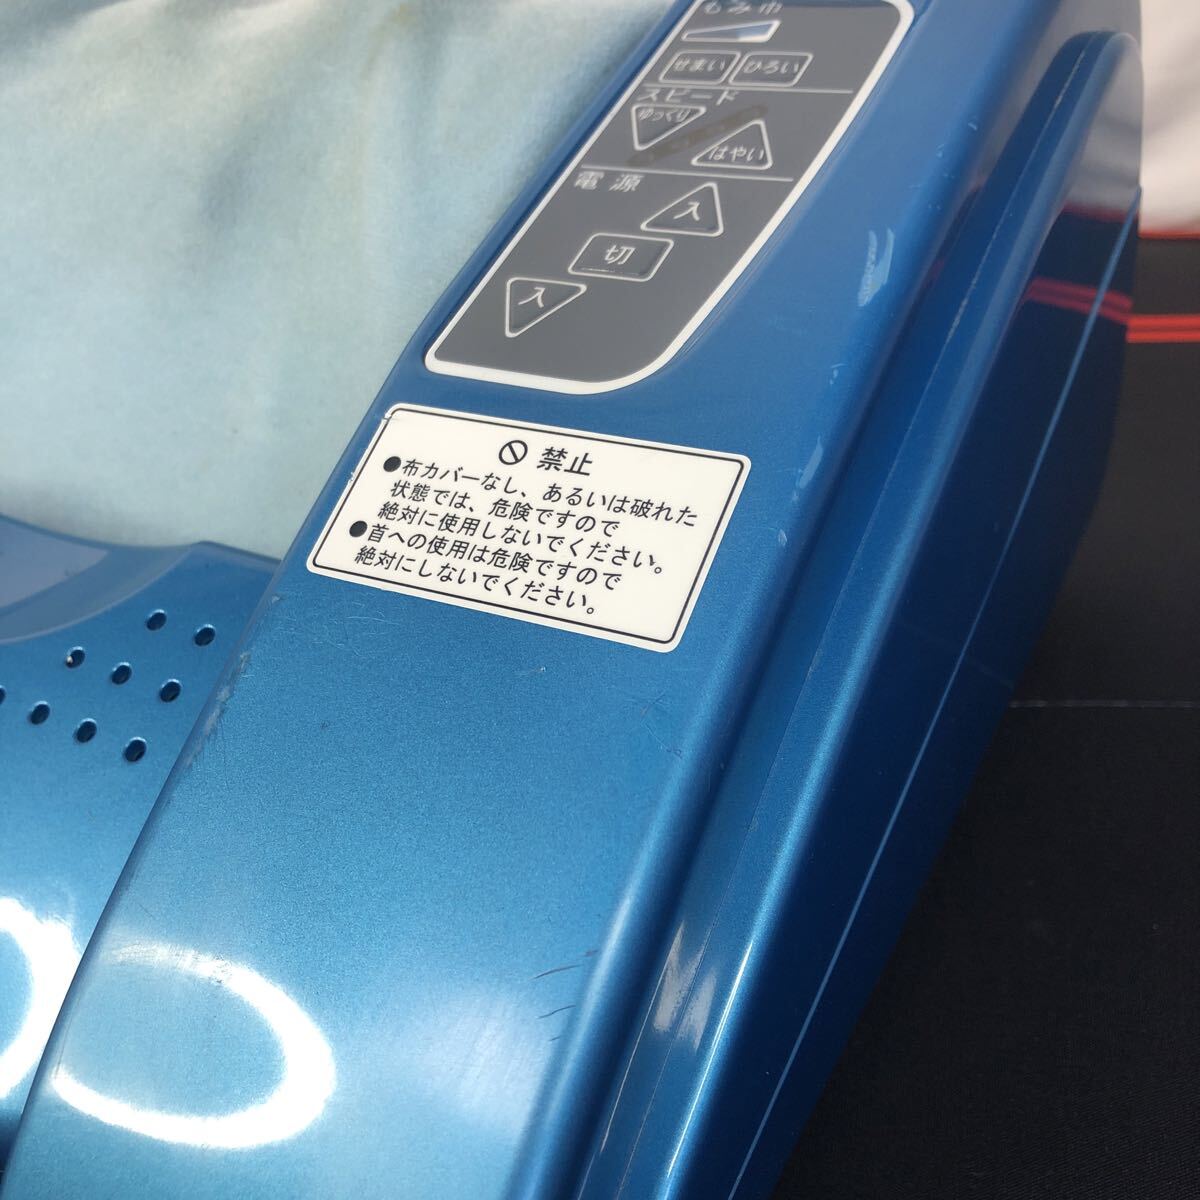 もみ巾
せまい ひろい
スピード
ゆっくり
はやい
電源
入
切
入
禁止
●布カバーなし、あるいは破れた
状態では、危険ですので
絶対に使用しないでください。
●首への使用は危険ですので
絶対にしないでください。